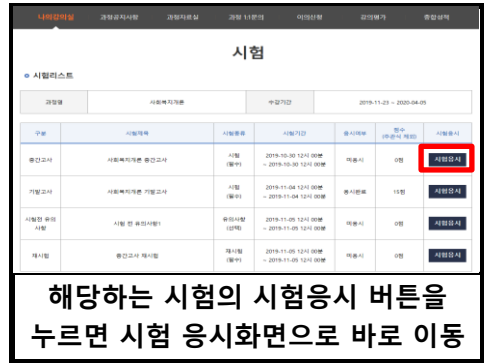 나의강의실 과정공지사항 과정자료실 과정 1:1문의 이의신청 강의평가 종합성적
시험
시험리스트
과정명 사회복지개론 수강기간 2019-11-23 ~ 2020-04-05
구분 시험제목 시험종류 시험기간 응시여부 점수 (주관식 제외) 시험응시
중간고사 사회복지개론 중간고사 시험 (필수) 2019-10-30 12시 00분 ~ 2019-10-30 12시 00분 미응시 0점 시험응시
기말고사 사회복지개론 기말고사 시험 (필수) 2019-11-04 12시 00분 ~ 2019-11-04 12시 00분 응시완료 15점 시험응시
시험전 유의사항 시험 전 유의사항! 유의사항 (선택) 2019-11-05 12시 00분 ~ 2019-11-05 12시 00분 미응시 0점 시험응시
재시험 중간고사 재시험 재시험 (필수) 2019-11-05 12시 00분 ~ 2019-11-05 12시 00분 미응시 0점 시험응시
해당하는 시험의 시험응시 버튼을
누르면 시험 응시화면으로 바로 이동